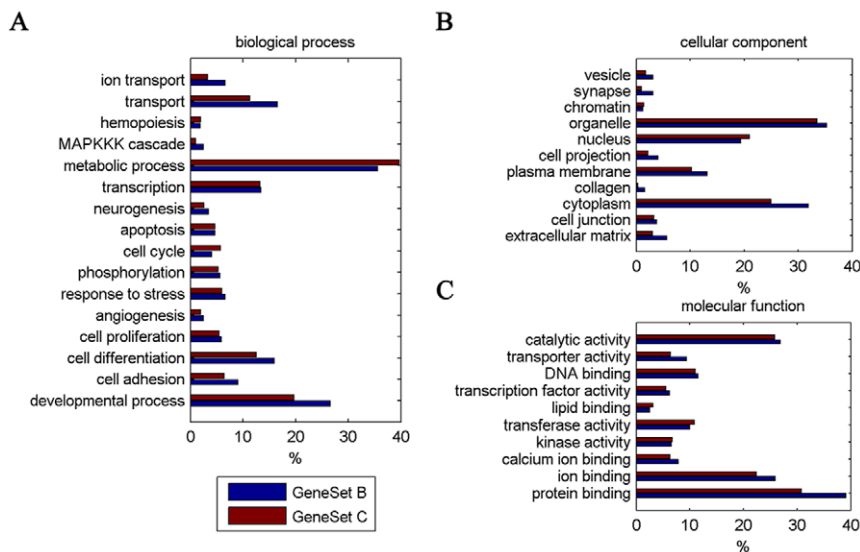 A
biological process
ion transport
transport
hemopoiesis
MAPKKK cascade
metabolic process
transcription
neurogenesis
apoptosis
cell cycle
phosphorylation
response to stress
angiogenesis
cell proliferation
cell differentiation
cell adhesion
developmental process
0 10 20 30 40
%
GeneSet B
GeneSet C
B
cellular component
vesicle
synapse
chromatin
organelle
nucleus
cell projection
plasma membrane
collagen
cytoplasm
cell junction
extracellular matrix
0 10 20 30 40
%
C
molecular function
catalytic activity
transporter activity
DNA binding
transcription factor activity
lipid binding
transferase activity
kinase activity
calcium ion binding
ion binding
protein binding
0 10 20 30 40
%